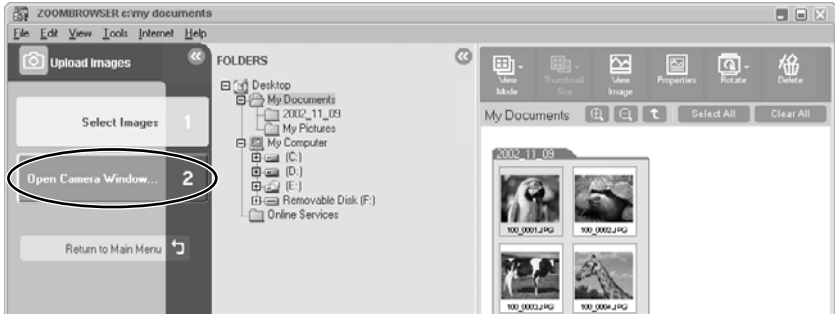 ZOOMBROWSER c:\my documents
File Edit View Tools Internet Help
Upload Images
Select Images 1
Open Camera Window... 2
Return to Main Menu
FOLDERS
Desktop
My Documents
2002_11_09
My Pictures
My Computer
(C:)
(D:)
(E:)
Removable Disk (F:)
Online Services
View Mode
Thumbnail Size
View Image
Properties
Rotate
Delete
My Documents
Select All
Clear All
2002_11_09
100_0001.JPG
100_0002.JPG
100_0003.JPG
100_0004.JPG